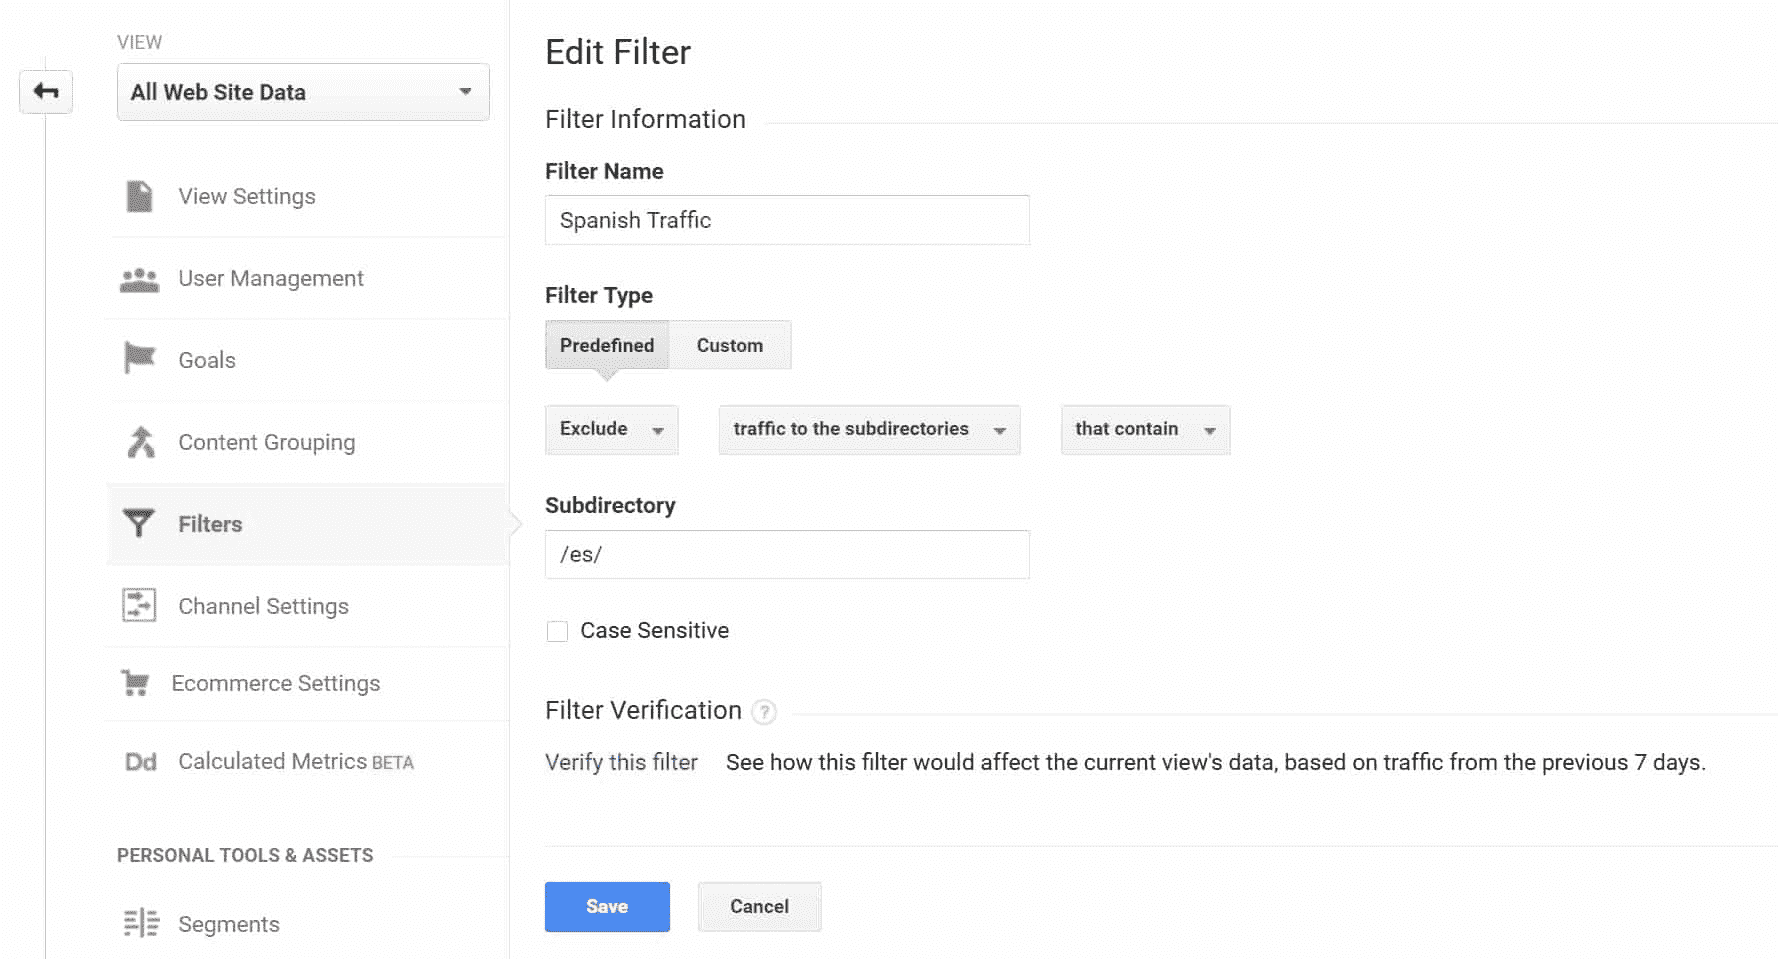 VIEW
All Web Site Data
View Settings
User Management
Goals
Content Grouping
Filters
Channel Settings
Ecommerce Settings
Dd Calculated Metrics BETA
PERSONAL TOOLS & ASSETS
Segments
Edit Filter
Filter Information
Filter Name
Spanish Traffic
Filter Type
Predefined Custom
Exclude traffic to the subdirectories that contain
Subdirectory
/es/
Case Sensitive
Filter Verification ?
Verify this filter See how this filter would affect the current view's data, based on traffic from the previous 7 days.
Save Cancel